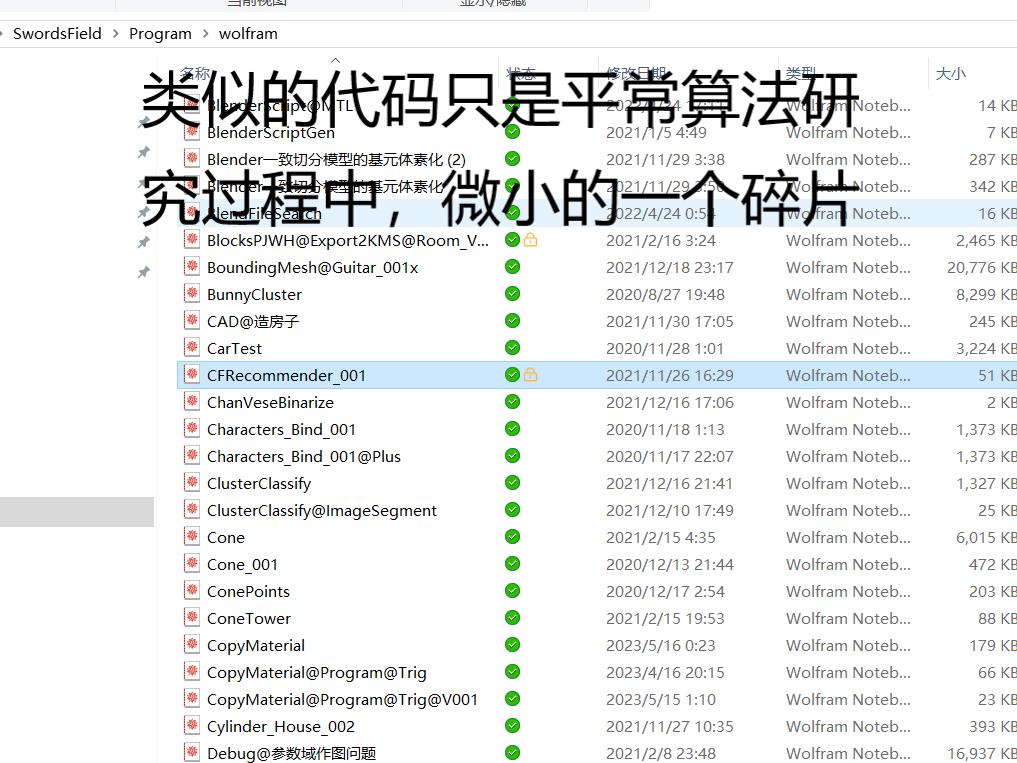 当前视图 显示/隐藏
SwordsField > Program > wolfram
名称 状态 修改日期 类型 大小
类似的代码只是平常算法研
究过程中，微小的一个碎片
BlenderScript@MTL 2022/4/24 17:11 Wolfram Noteb... 14 KB
BlenderScriptGen 2021/1/5 4:49 Wolfram Noteb... 7 KB
Blender一致切分模型的基元体素化 (2) 2021/11/29 3:38 Wolfram Noteb... 287 KB
Blender一致切分模型的基元体素化 2021/11/29 3:56 Wolfram Noteb... 342 KB
BlendFileSearch 2022/4/24 0:54 Wolfram Noteb... 16 KB
BlocksPJWH@Export2KMS@Room_V... 2021/2/16 3:24 Wolfram Noteb... 2,465 KB
BoundingMesh@Guitar_001x 2021/12/18 23:17 Wolfram Noteb... 20,776 KB
BunnyCluster 2020/8/27 19:48 Wolfram Noteb... 8,299 KB
CAD@造房子 2021/11/30 17:05 Wolfram Noteb... 245 KB
CarTest 2020/11/28 1:01 Wolfram Noteb... 3,224 KB
CFRecommender_001 2021/11/26 16:29 Wolfram Noteb... 51 KB
ChanVeseBinarize 2021/12/16 17:06 Wolfram Noteb... 2 KB
Characters_Bind_001 2020/11/18 1:13 Wolfram Noteb... 1,373 KB
Characters_Bind_001@Plus 2020/11/17 22:07 Wolfram Noteb... 1,373 KB
ClusterClassify 2021/12/16 21:41 Wolfram Noteb... 1,327 KB
ClusterClassify@ImageSegment 2021/12/10 17:49 Wolfram Noteb... 25 KB
Cone 2021/2/15 4:35 Wolfram Noteb... 6,015 KB
Cone_001 2020/12/13 21:44 Wolfram Noteb... 472 KB
ConePoints 2020/12/17 2:54 Wolfram Noteb... 203 KB
ConeTower 2021/2/15 19:53 Wolfram Noteb... 88 KB
CopyMaterial 2023/5/16 0:23 Wolfram Noteb... 179 KB
CopyMaterial@Program@Trig 2023/4/16 20:15 Wolfram Noteb... 66 KB
CopyMaterial@Program@Trig@V001 2023/5/15 1:10 Wolfram Noteb... 23 KB
Cylinder_House_002 2021/11/27 10:35 Wolfram Noteb... 393 KB
Debug@参数域作图问题 2021/2/8 23:48 Wolfram Noteb... 16,937 KB